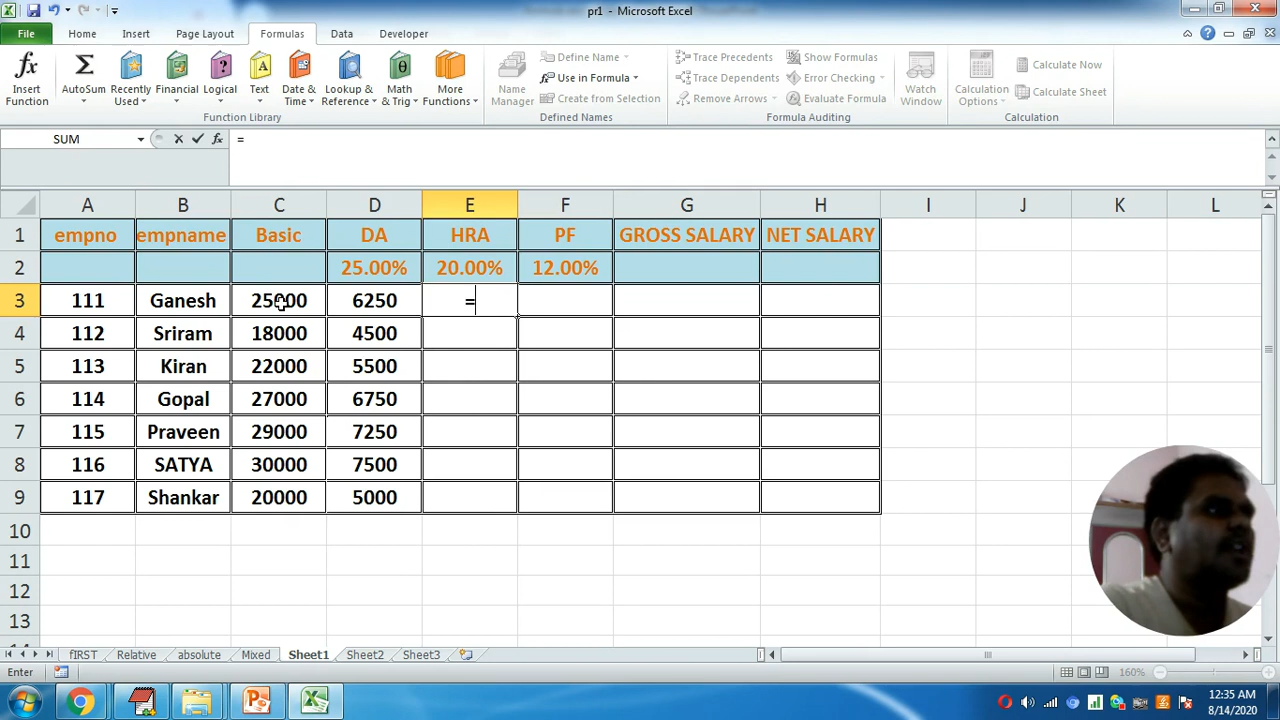 pr1 - Microsoft Excel
File Home Insert Page Layout Formulas Data Developer
Insert Function AutoSum Recently Used Financial Logical Text Date & Time Lookup & Reference Math & Trig More Functions
Function Library
Name Manager Define Name Use in Formula Create from Selection
Defined Names
Trace Precedents Trace Dependents Remove Arrows Show Formulas Error Checking Evaluate Formula Watch Window
Formula Auditing
Calculation Options Calculate Now Calculate Sheet
Calculation
SUM fx =
A B C D E F G H I J K L
1 empno empname Basic DA HRA PF GROSS SALARY NET SALARY
2 25.00% 20.00% 12.00%
3 111 Ganesh 25000 6250 =
4 112 Sriram 18000 4500
5 113 Kiran 22000 5500
6 114 Gopal 27000 6750
7 115 Praveen 29000 7250
8 116 SATYA 30000 7500
9 117 Shankar 20000 5000
10
11
12
13
fIRST Relative absolute Mixed Sheet1 Sheet2 Sheet3
Enter 160%
12:35 AM
8/14/2020